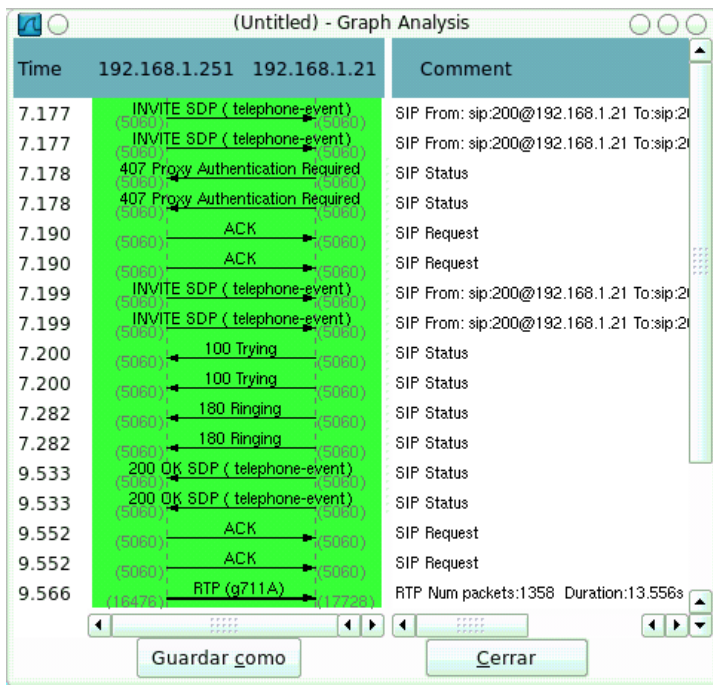 (Untitled) - Graph Analysis
Time 192.168.1.251 192.168.1.21 Comment
7.177 INVITE SDP ( telephone-event) SIP From: sip:200@192.168.1.21 To:sip:20
(5060) (5060)
7.177 INVITE SDP ( telephone-event) SIP From: sip:200@192.168.1.21 To:sip:20
(5060) (5060)
7.178 407 Proxy Authentication Required SIP Status
(5060) (5060)
7.178 407 Proxy Authentication Required SIP Status
(5060) (5060)
7.190 ACK SIP Request
(5060) (5060)
7.190 ACK SIP Request
(5060) (5060)
7.199 INVITE SDP ( telephone-event) SIP From: sip:200@192.168.1.21 To:sip:20
(5060) (5060)
7.199 INVITE SDP ( telephone-event) SIP From: sip:200@192.168.1.21 To:sip:20
(5060) (5060)
7.200 100 Trying SIP Status
(5060) (5060)
7.200 100 Trying SIP Status
(5060) (5060)
7.282 180 Ringing SIP Status
(5060) (5060)
7.282 180 Ringing SIP Status
(5060) (5060)
9.533 200 OK SDP ( telephone-event) SIP Status
(5060) (5060)
9.533 200 OK SDP ( telephone-event) SIP Status
(5060) (5060)
9.552 ACK SIP Request
(5060) (5060)
9.552 ACK SIP Request
(5060) (5060)
9.566 RTP (g711A) RTP Num packets:1358 Duration:13.556s
(16476) (17728)
Guardar como Cerrar